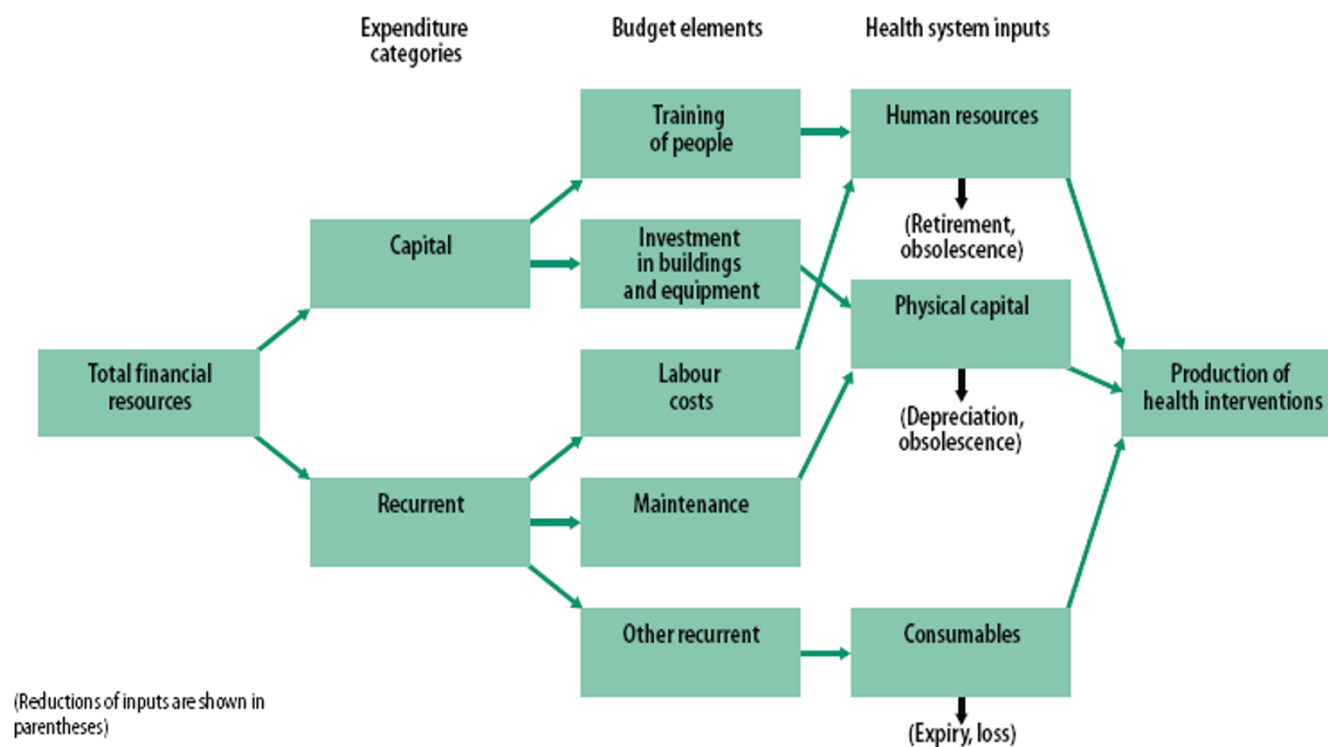 Expenditure
categories
Budget elements
Health system inputs
Training
of people
Human resources
(Retirement,
obsolescence)
Capital
Investment
in buildings
and equipment
Physical capital
(Depreciation,
obsolescence)
Total financial
resources
Labour
costs
Production of
health interventions
Recurrent
Maintenance
Other recurrent
Consumables
(Expiry, loss)
(Reductions of inputs are shown in
parentheses)